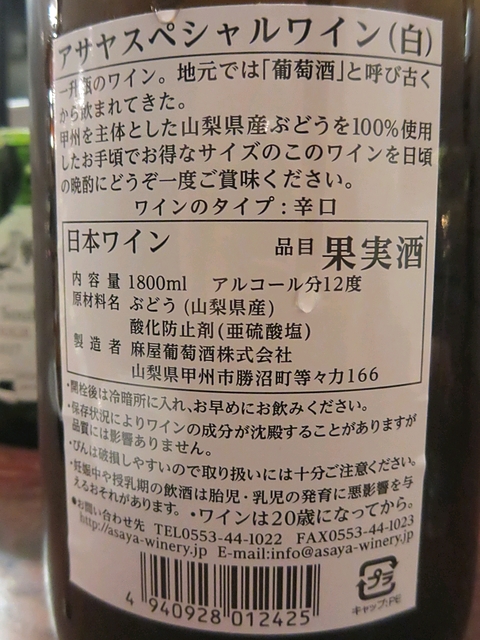 アサヤスペシャルワイン(白)
一升瓶のワイン。地元では「葡萄酒」と呼び古く
から飲まれてきた。
甲州を主体とした山梨県産ぶどうを100%使用
したお手頃でお得なサイズのこのワインを日頃
の晩酌にどうぞ一度ご賞味ください。
ワインのタイプ:辛口
日本ワイン 品目 果実酒
内容量 1800ml アルコール分12度
原材料名 ぶどう(山梨県産)
酸化防止剤(亜硫酸塩)
製造者 麻屋葡萄酒株式会社
山梨県甲州市勝沼町等々力166
・開栓後は冷暗所に入れ、お早めにお飲みください。
・保存状況によりワインの成分が沈殿することがありますが
品質には影響ありません。
・びんは破損しやすいので取り扱いには十分ご注意ください。
・妊娠中や授乳期の飲酒は胎児・乳児の発育に悪影響を与
えるおそれがあります。・ワインは20歳になってから。
●お問い合わせ先 TEL0553-44-1022 FAX0553-44-1023
http://asaya-winery.jp E-mail:info@asaya-winery.jp
4 940928 012425
プラ
キャップ:PE